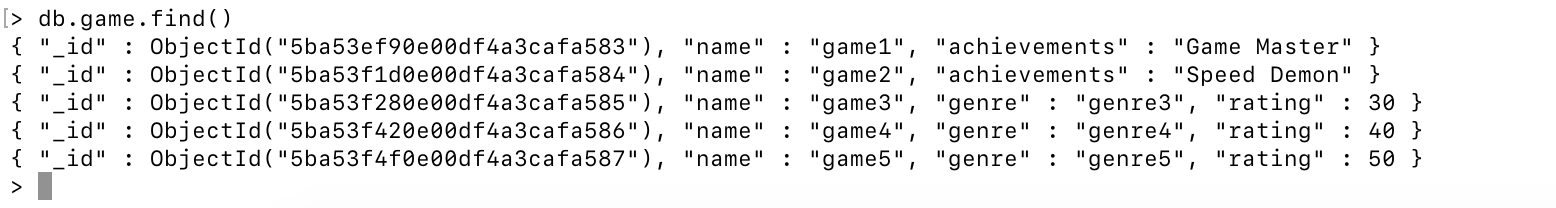 [> db.game.find()
{ "_id" : ObjectId("5ba53ef90e00df4a3cafa583"), "name" : "game1", "achievements" : "Game Master" }
{ "_id" : ObjectId("5ba53f1d0e00df4a3cafa584"), "name" : "game2", "achievements" : "Speed Demon" }
{ "_id" : ObjectId("5ba53f280e00df4a3cafa585"), "name" : "game3", "genre" : "genre3", "rating" : 30 }
{ "_id" : ObjectId("5ba53f420e00df4a3cafa586"), "name" : "game4", "genre" : "genre4", "rating" : 40 }
{ "_id" : ObjectId("5ba53f4f0e00df4a3cafa587"), "name" : "game5", "genre" : "genre5", "rating" : 50 }
>